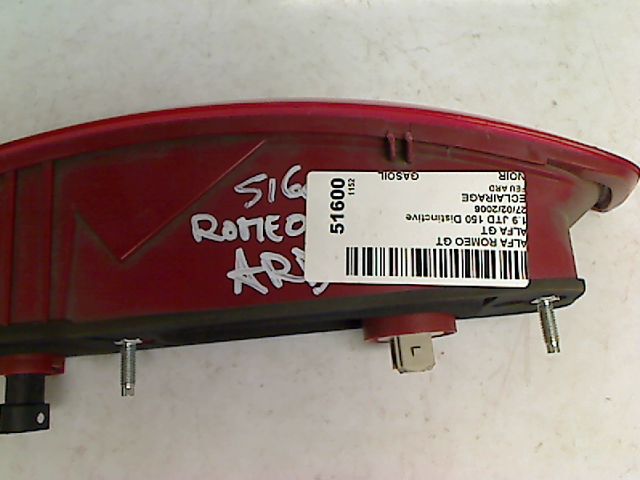 ALFA ROMEO GT
ALFA GT
1.9 JTD 150 Distinctive
27/02/2006
ECLAIRAGE
FEU ARD
NOIR
GASOIL
51600
1152
516
ROMEO
ARD
L